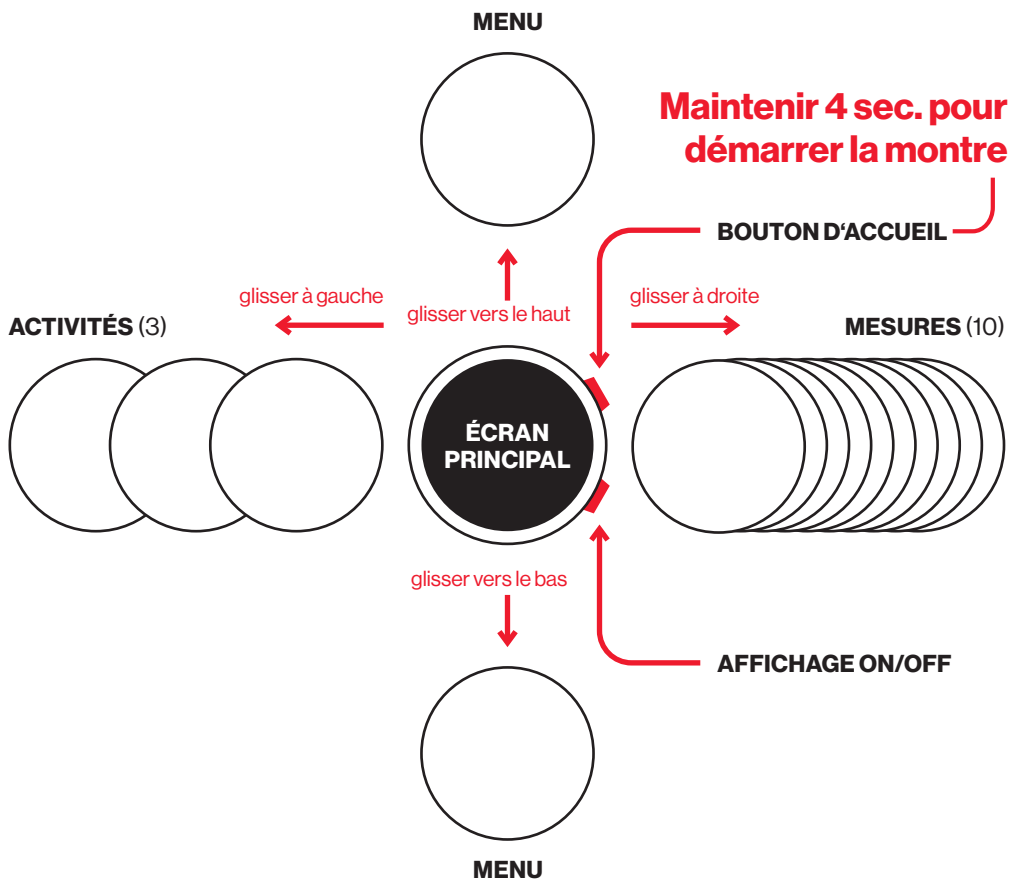 MENU
Maintenir 4 sec. pour
démarrer la montre
BOUTON D‘ACCUEIL
glisser à gauche
glisser vers le haut
glisser à droite
ACTIVITÉS (3)
MESURES (10)
ÉCRAN
PRINCIPAL
glisser vers le bas
AFFICHAGE ON/OFF
MENU